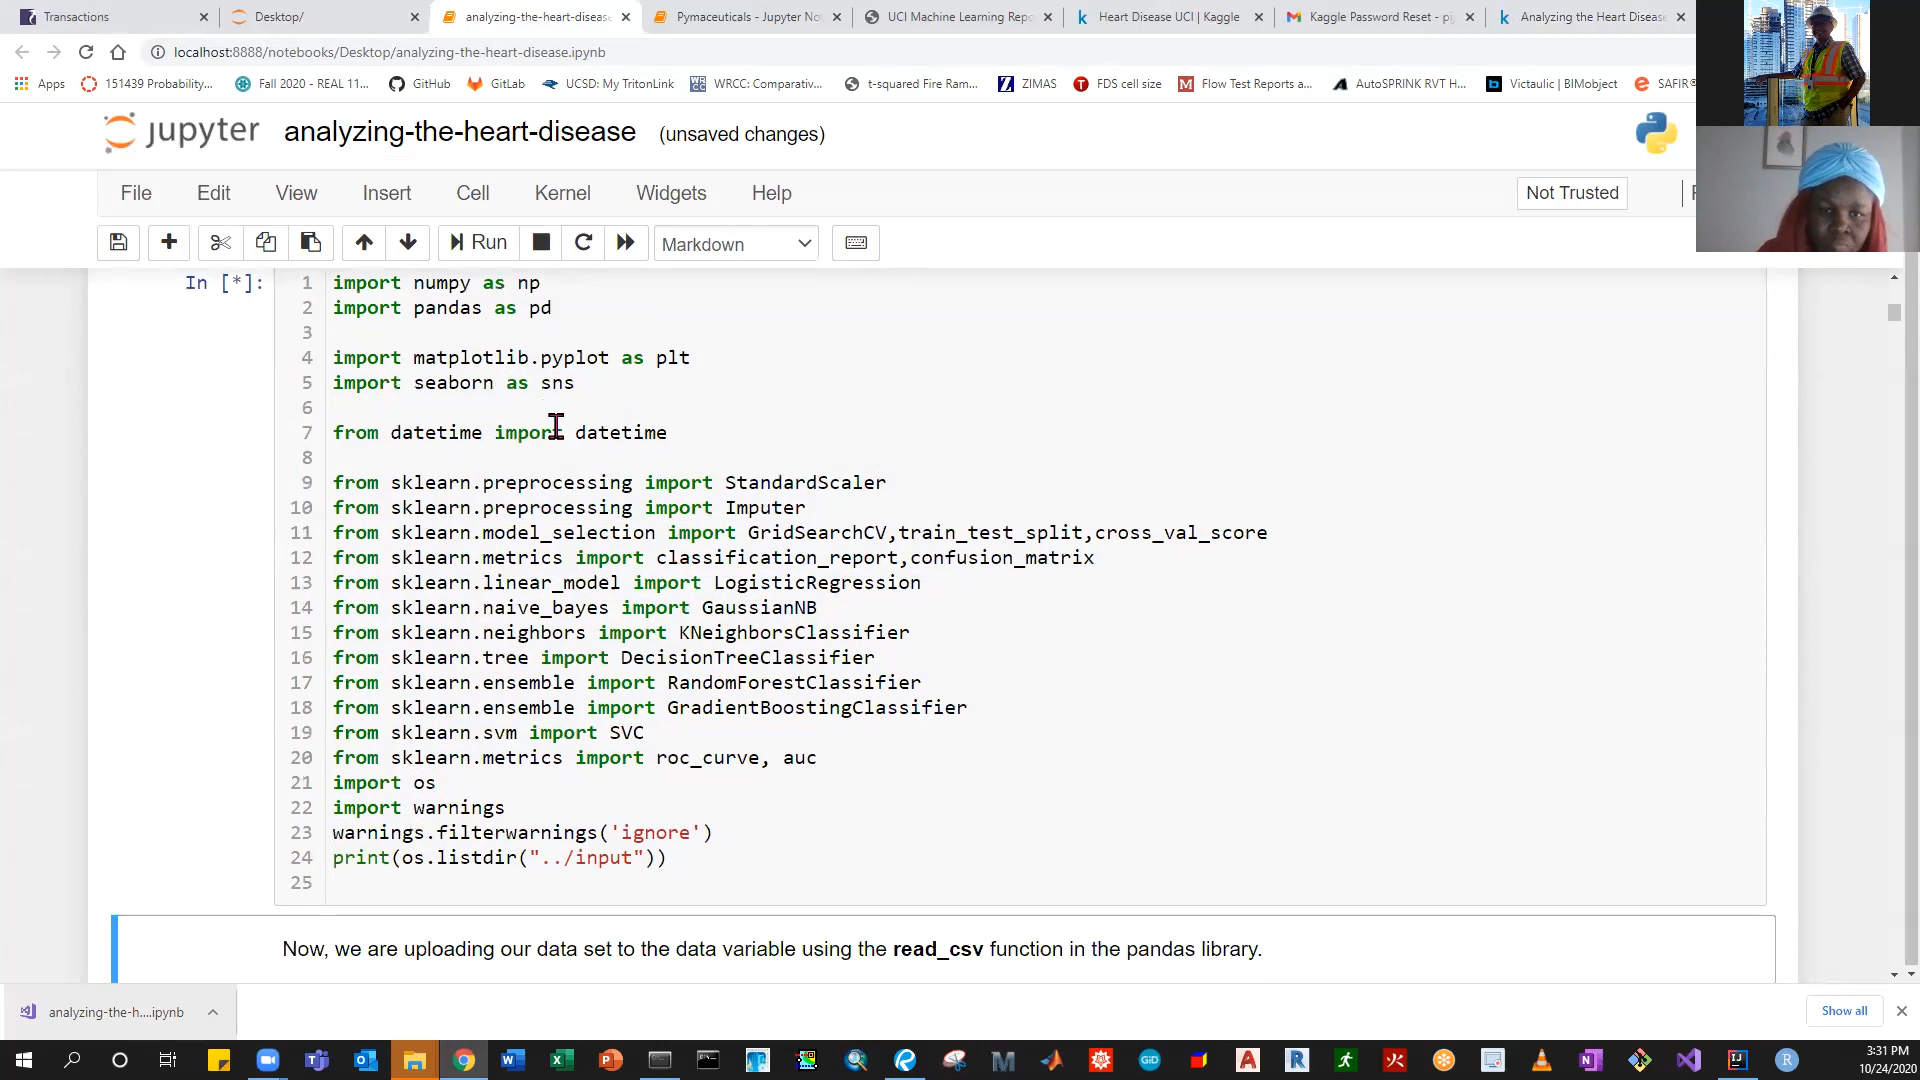 Transactions
Desktop/
analyzing-the-heart-disease
Pymaceuticals - Jupyter No
UCI Machine Learning Rep
Heart Disease UCI | Kaggle
Kaggle Password Reset - pi
Analyzing the Heart Disease
localhost:8888/notebooks/Desktop/analyzing-the-heart-disease.ipynb
Apps
151439 Probability...
Fall 2020 - REAL 11...
GitHub
GitLab
UCSD: My TritonLink
WRCC: Comparativ...
t-squared Fire Ram...
ZIMAS
FDS cell size
Flow Test Reports a...
AutoSPRINK RVT H...
Victaulic | BIMobject
SAFIR®
jupyter analyzing-the-heart-disease (unsaved changes)
File Edit View Insert Cell Kernel Widgets Help
Not Trusted
Run
Markdown
In [*]:
1 import numpy as np
2 import pandas as pd
3
4 import matplotlib.pyplot as plt
5 import seaborn as sns
6
7 from datetime import datetime
8
9 from sklearn.preprocessing import StandardScaler
10 from sklearn.preprocessing import Imputer
11 from sklearn.model_selection import GridSearchCV,train_test_split,cross_val_score
12 from sklearn.metrics import classification_report,confusion_matrix
13 from sklearn.linear_model import LogisticRegression
14 from sklearn.naive_bayes import GaussianNB
15 from sklearn.neighbors import KNeighborsClassifier
16 from sklearn.tree import DecisionTreeClassifier
17 from sklearn.ensemble import RandomForestClassifier
18 from sklearn.ensemble import GradientBoostingClassifier
19 from sklearn.svm import SVC
20 from sklearn.metrics import roc_curve, auc
21 import os
22 import warnings
23 warnings.filterwarnings('ignore')
24 print(os.listdir("../input"))
25
Now, we are uploading our data set to the data variable using the read_csv function in the pandas library.
analyzing-the-h....ipynb
Show all
3:31 PM
10/24/2020